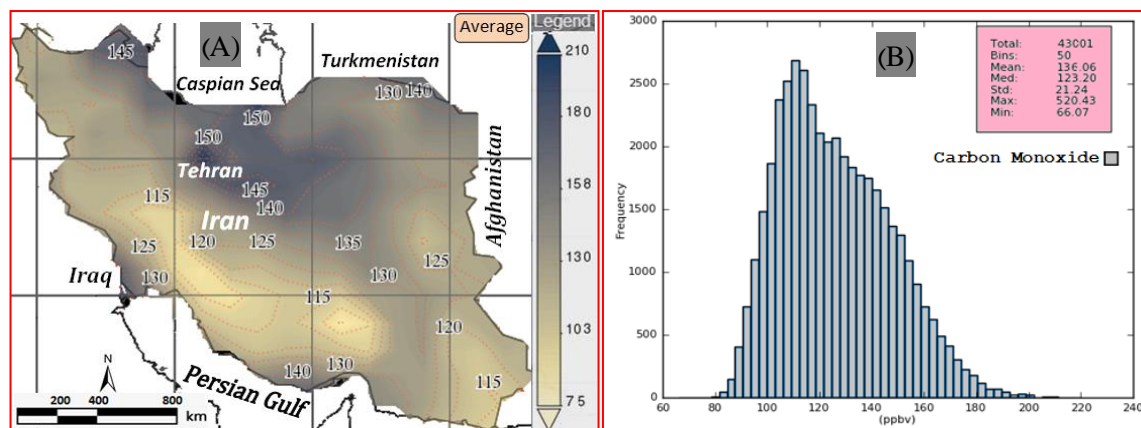 (A)
Average
Legend
145
Caspian Sea
Turkmenistan
130
140
150
150
Tehran
145
140
115
Iran
125
120
125
135
130
125
Iraq
130
115
120
115
140
130
Afghanistan
Persian Gulf
N
200 400 600 800
km
210
180
158
130
103
75
(B)
Total: 43001
Bins: 50
Mean: 136.06
Med: 123.20
Std: 21.24
Max: 520.43
Min: 66.07
Carbon Monoxide
Frequency
3000
2500
2000
1500
1000
500
0
60 80 100 120 140 160 180 200 220 240
(ppbv)